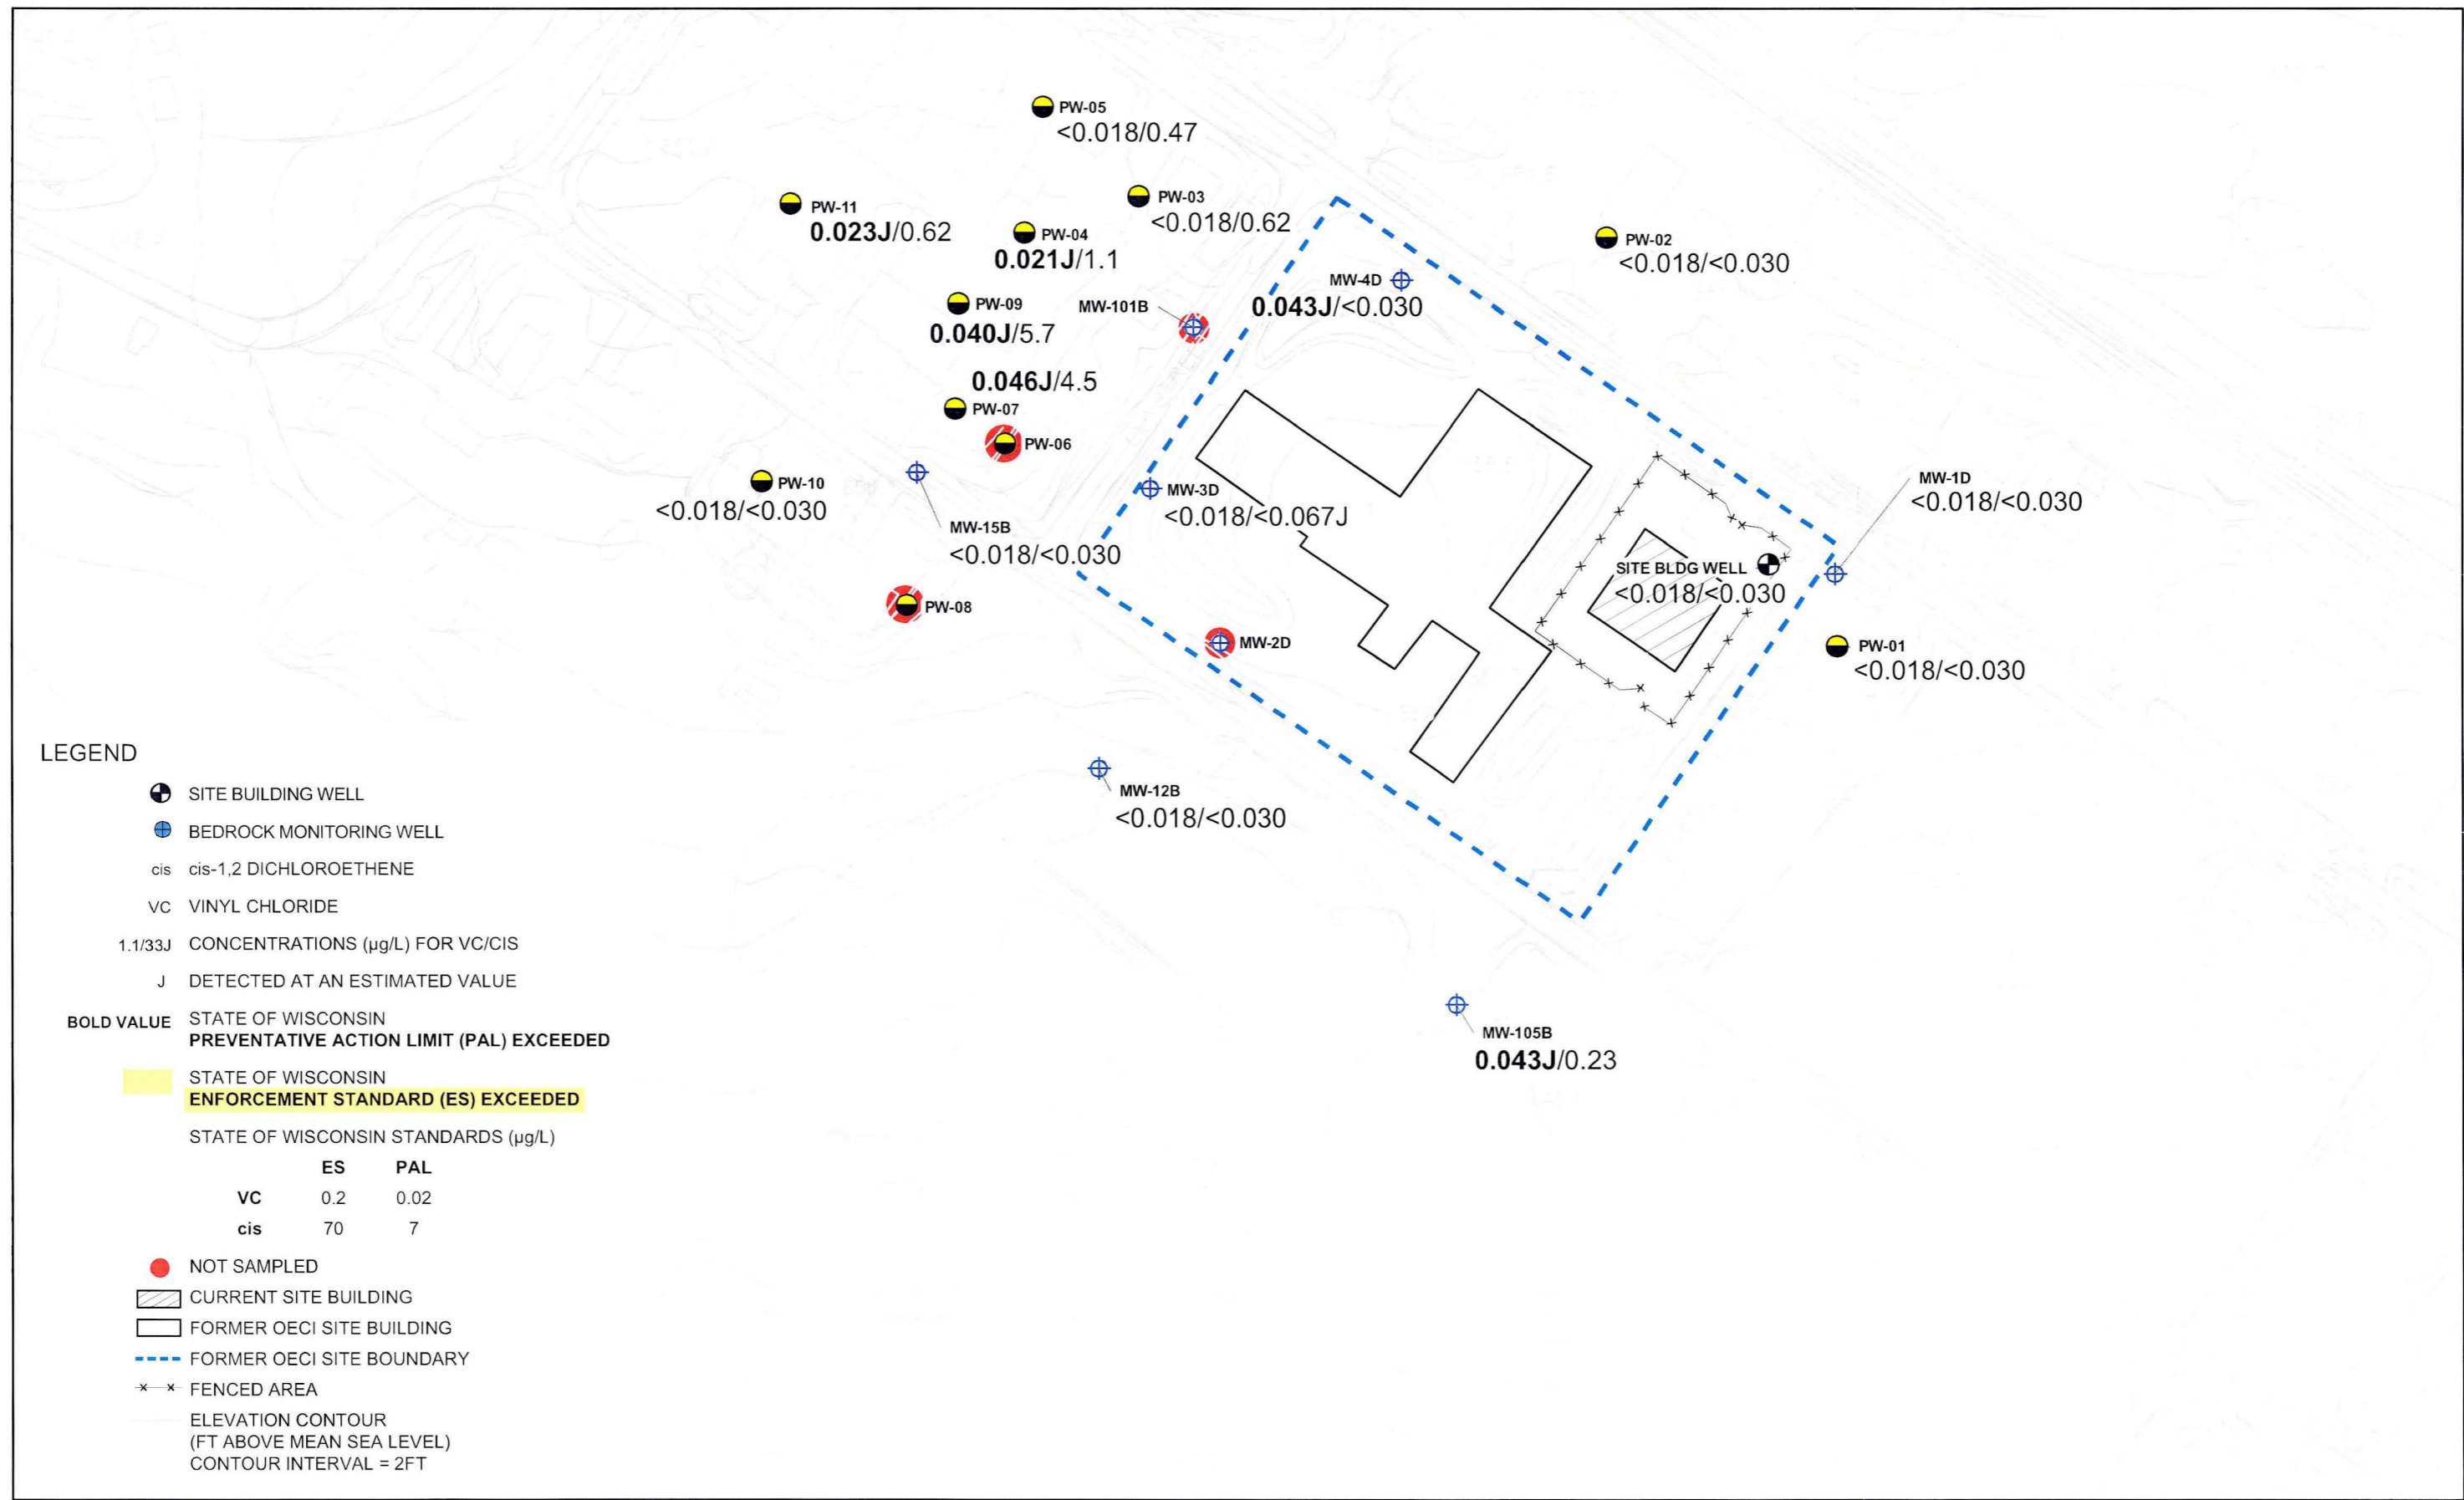 PW-05
<0.018/0.47
PW-03
<0.018/0.62
PW-11
0.023J/0.62
PW-04
0.021J/1.1
PW-02
<0.018/<0.030
MW-4D
0.043J/<0.030
PW-09
0.040J/5.7
MW-101B
0.046J/4.5
PW-07
PW-06
PW-10
<0.018/<0.030
MW-3D
<0.018/<0.067J
MW-1D
<0.018/<0.030
MW-15B
<0.018/<0.030
SITE BLDG WELL
<0.018/<0.030
PW-08
MW-2D
PW-01
<0.018/<0.030
MW-12B
<0.018/<0.030
MW-105B
0.043J/0.23
LEGEND
SITE BUILDING WELL
BEDROCK MONITORING WELL
cis cis-1,2 DICHLOROETHENE
VC VINYL CHLORIDE
1.1/33J CONCENTRATIONS (µg/L) FOR VC/CIS
J DETECTED AT AN ESTIMATED VALUE
BOLD VALUE STATE OF WISCONSIN
PREVENTATIVE ACTION LIMIT (PAL) EXCEEDED
STATE OF WISCONSIN
ENFORCEMENT STANDARD (ES) EXCEEDED
STATE OF WISCONSIN STANDARDS (µg/L)
ES PAL
VC 0.2 0.02
cis 70 7
NOT SAMPLED
CURRENT SITE BUILDING
FORMER OECI SITE BUILDING
FORMER OECI SITE BOUNDARY
FENCED AREA
ELEVATION CONTOUR
(FT ABOVE MEAN SEA LEVEL)
CONTOUR INTERVAL = 2FT